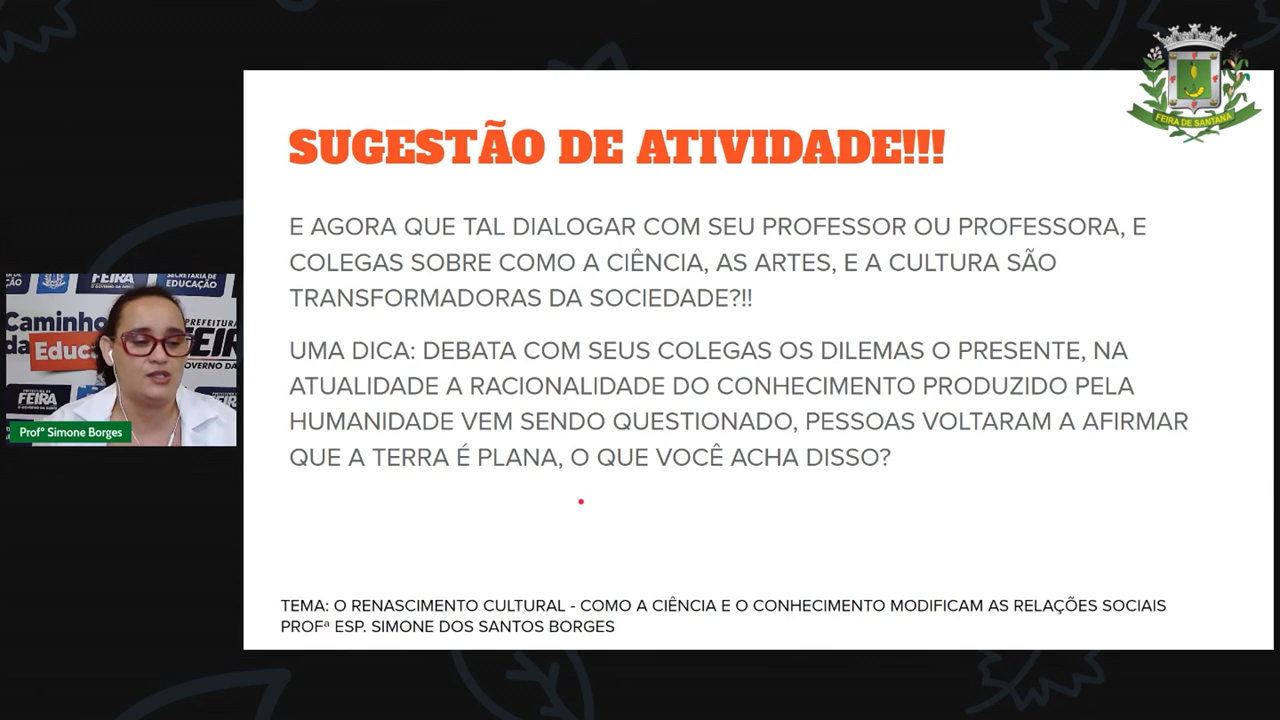 FEIRA DE SANTANA
SUGESTÃO DE ATIVIDADE!!!
E AGORA QUE TAL DIALOGAR COM SEU PROFESSOR OU PROFESSORA, E
COLEGAS SOBRE COMO A CIÊNCIA, AS ARTES, E A CULTURA SÃO
TRANSFORMADORAS DA SOCIEDADE?!!
UMA DICA: DEBATA COM SEUS COLEGAS OS DILEMAS O PRESENTE, NA
ATUALIDADE A RACIONALIDADE DO CONHECIMENTO PRODUZIDO PELA
HUMANIDADE VEM SENDO QUESTIONADO, PESSOAS VOLTARAM A AFIRMAR
QUE A TERRA É PLANA, O QUE VOCÊ ACHA DISSO?
FEIRA
SECRETARIA DE
EDUCAÇÃO
Caminho
da Educ
PREFEITURA
FEIRA
Profª Simone Borges
TEMA: O RENASCIMENTO CULTURAL - COMO A CIÊNCIA E O CONHECIMENTO MODIFICAM AS RELAÇÕES SOCIAIS
PROFª ESP. SIMONE DOS SANTOS BORGES